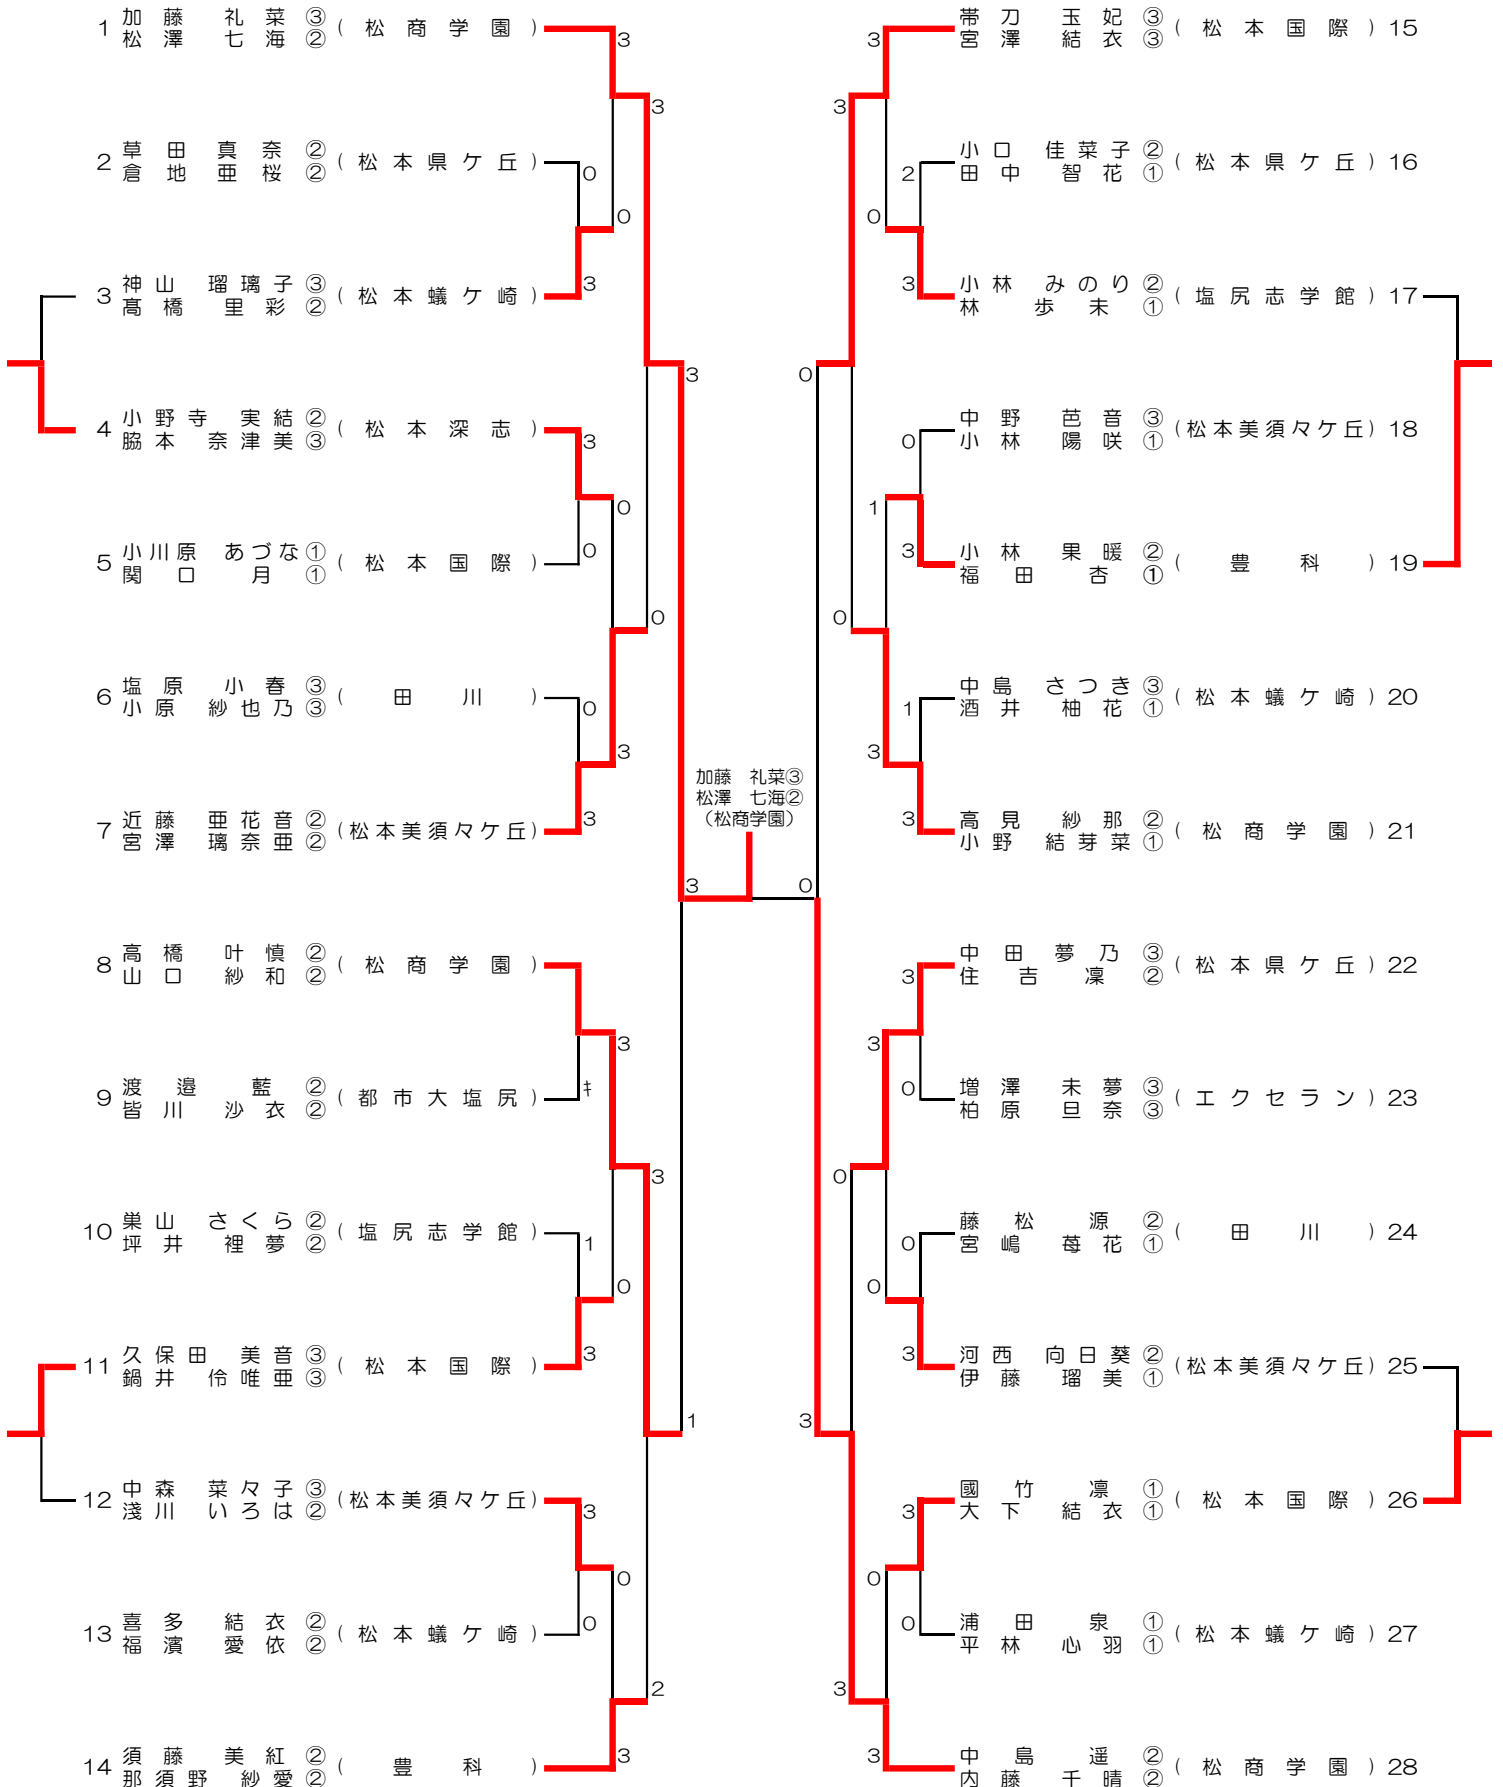 1 加藤 礼菜③ (松商学園)
松澤 七海②
3
2 草田 真奈② (松本県ケ丘)
倉地 亜桜②
0
3
0
3 神山 瑠璃子③ (松本蟻ケ崎)
髙橋 里彩②
3
3
4 小野寺 実結② (松本深志)
脇本 奈津美③
3
0
5 小川原 あづな① (松本国際)
関口 月①
0
0
6 塩原 小春③ (田川)
小原 紗也乃③
0
3
7 近藤 亜花音② (松本美須々ケ丘)
宮澤 璃奈亜②
3
3
8 高橋 叶慎② (松商学園)
山口 紗和②
3
9 渡邉 藍② (都市大塩尻)
皆川 沙衣②
キ
3
10 巣山 さくら② (塩尻志学館)
坪井 裡夢②
1
0
11 久保田 美音③ (松本国際)
鍋井 伶唯亜③
3
1
12 中森 菜々子③ (松本美須々ケ丘)
淺川 いろは②
3
0
13 喜多 結衣② (松本蟻ケ崎)
福濱 愛依②
0
2
14 須藤 美紅② (豊科)
那須野 紗愛②
3
加藤 礼菜③
松澤 七海②
(松商学園)
帯刀 玉妃③ (松本国際) 15
宮澤 結衣③
3
3
小口 佳菜子② (松本県ケ丘) 16
田中 智花①
2
0
小林 みのり② (塩尻志学館) 17
林 歩未①
3
0
中野 芭音③ (松本美須々ケ丘) 18
小林 陽咲①
0
1
小林 果暖② (豊科) 19
福田 杏①
3
0
中島 さつき③ (松本蟻ケ崎) 20
酒井 柚花①
1
3
高見 紗那② (松商学園) 21
小野 結芽菜①
3
0
中田 夢乃③ (松本県ケ丘) 22
住吉 凜②
3
3
増澤 未夢③ (エクセラン) 23
柏原 旦奈③
0
0
藤松 源② (田川) 24
宮嶋 苺花①
0
0
河西 向日葵② (松本美須々ケ丘) 25
伊藤 瑠美①
3
3
國竹 凛① (松本国際) 26
大下 結衣①
3
0
浦田 泉① (松本蟻ケ崎) 27
平林 心羽①
0
3
中島 遥② (松商学園) 28
内藤 千晴②
3